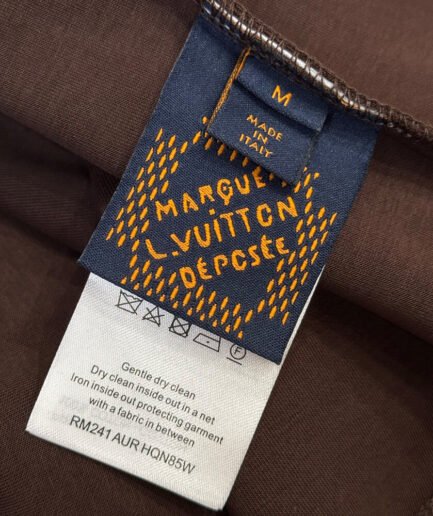 M
MADE
IN
ITALY
MARQUE
L.VUITTON
DÉPOSÉE
Gentle dry clean
Dry clean inside out in a net
Iron inside out protecting garment
with a fabric in between
RM241 AUR HQN85W